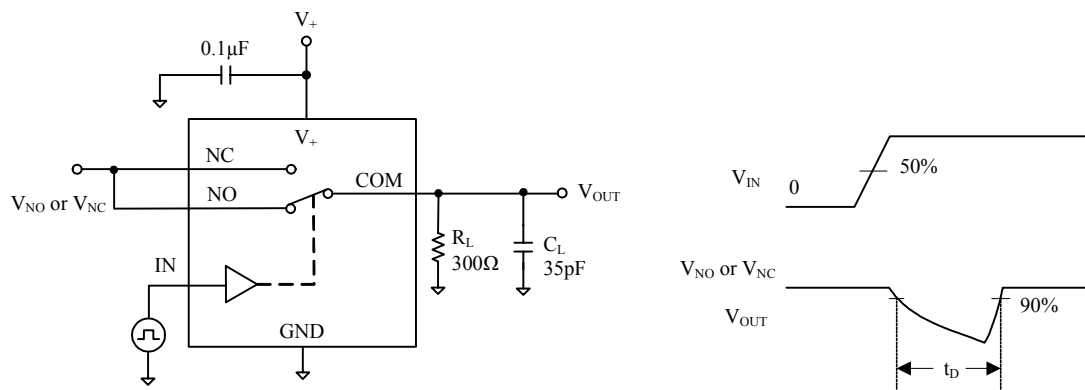 V+
0.1µF
V+
NC
NO
COM
VNO or VNC
VOUT
RL
300Ω
CL
35pF
IN
GND
VIN
0
50%
VNO or VNC
VOUT
90%
tD